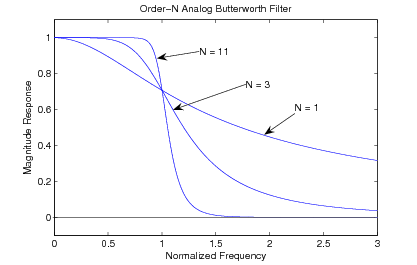 Order-N Analog Butterworth Filter
1
0.8
0.6
0.4
0.2
0
Magnitude Response
N = 11
N = 3
N = 1
0
0.5
1
1.5
2
2.5
3
Normalized Frequency